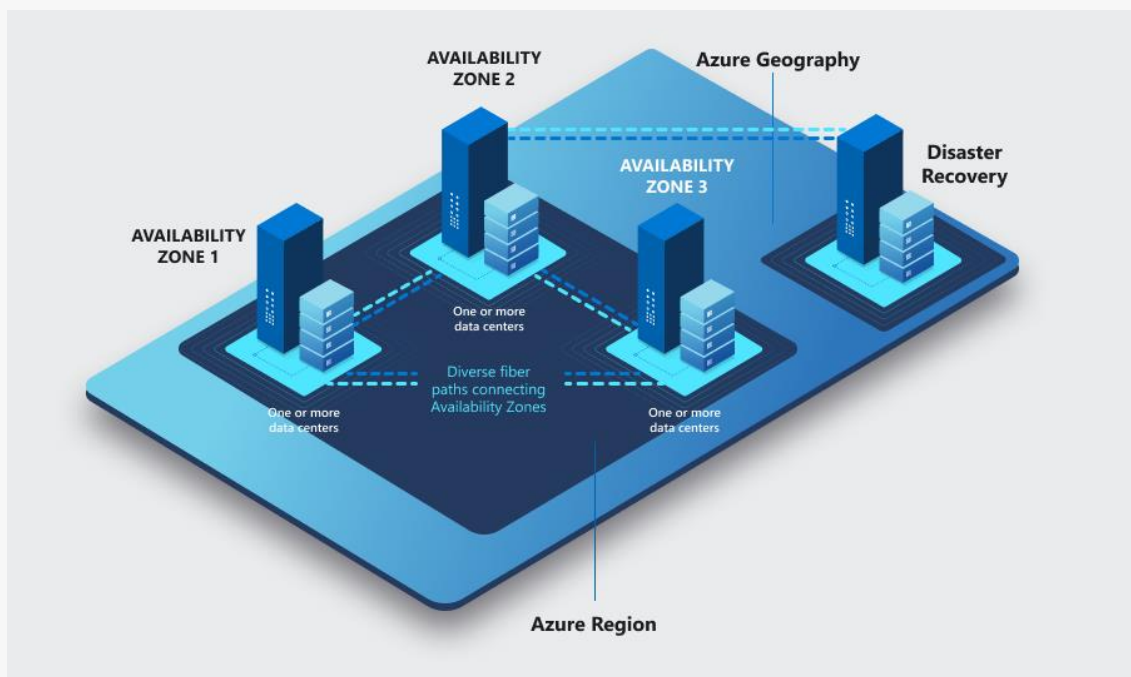 AVAILABILITY
ZONE 2
Azure Geography
AVAILABILITY
ZONE 3
Disaster
Recovery
AVAILABILITY
ZONE 1
One or more
data centers
Diverse fiber
paths connecting
Availability Zones
One or more
data centers
One or more
data centers
Azure Region